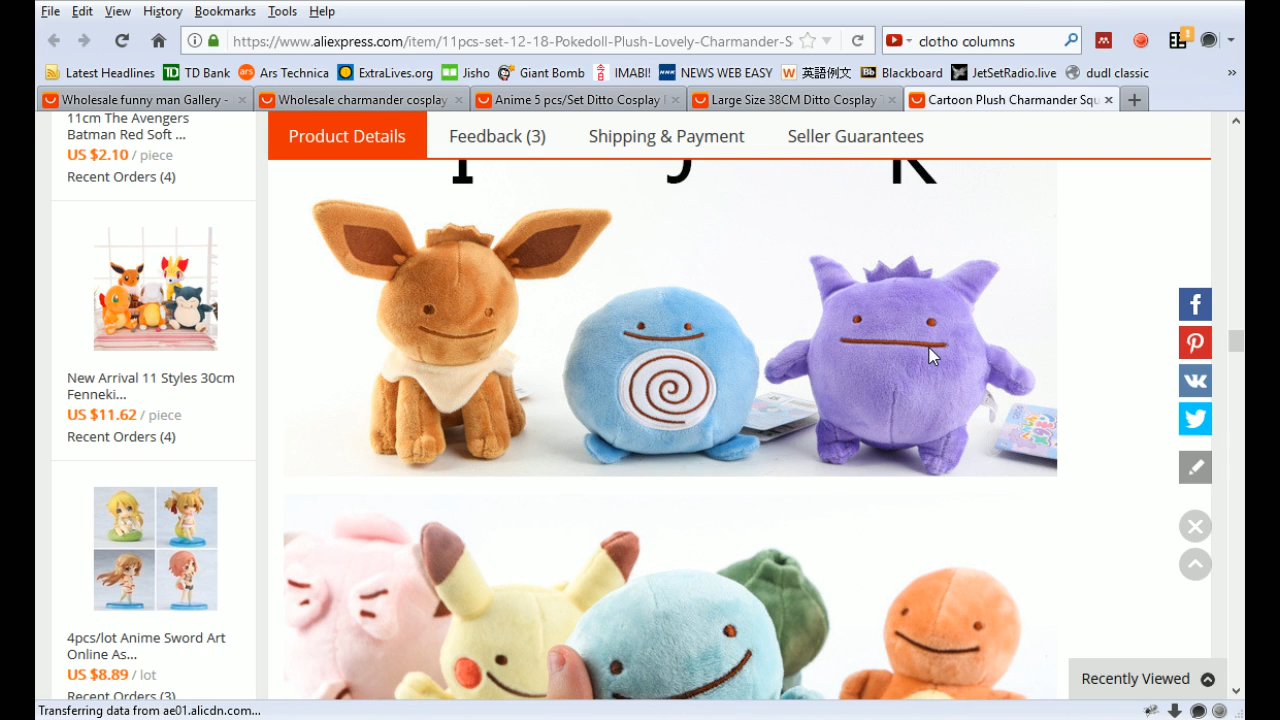 File Edit View History Bookmarks Tools Help
https://www.aliexpress.com/item/11pcs-set-12-18-Pokedoll-Plush-Lovely-Charmander-S
clotho columns
1
Latest Headlines TD TD Bank ars Ars Technica ExtraLives.org Jisho Giant Bomb IMABI! NHK NEWS WEB EASY W 英語例文 Bb Blackboard JetSetRadio.live dudl classic »
Wholesale funny man Gallery - Wholesale charmander cosplay Anime 5 pcs/Set Ditto Cosplay Large Size 38CM Ditto Cosplay Cartoon Plush Charmander Squ
11cm The Avengers
Batman Red Soft ...
US $2.10 / piece
Recent Orders (4)
New Arrival 11 Styles 30cm
Fenneki...
US $11.62 / piece
Recent Orders (4)
4pcs/lot Anime Sword Art
Online As...
US $8.89 / lot
Recent Orders (3)
Product Details Feedback (3) Shipping & Payment Seller Guarantees
I J K
Recently Viewed
Transferring data from ae01.alicdn.com...